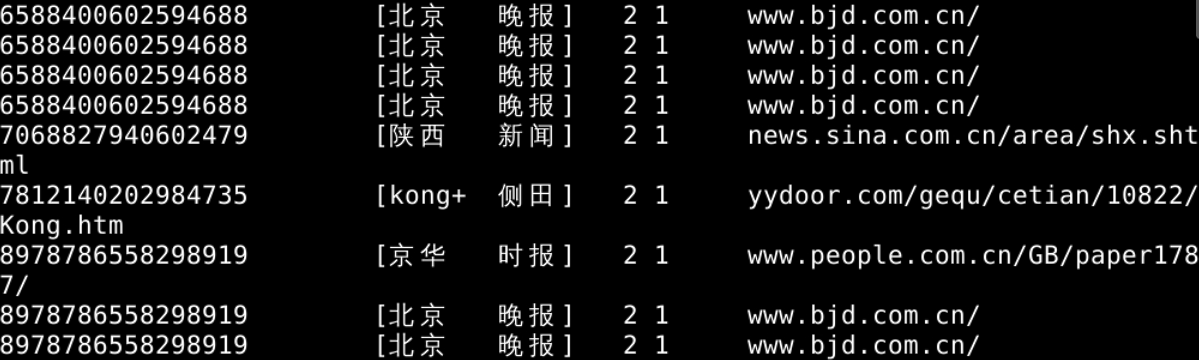 6588400602594688 [北京 晚报] 2 1 www.bjd.com.cn/
6588400602594688 [北京 晚报] 2 1 www.bjd.com.cn/
6588400602594688 [北京 晚报] 2 1 www.bjd.com.cn/
6588400602594688 [北京 晚报] 2 1 www.bjd.com.cn/
7068827940602479 [陕西 新闻] 2 1 news.sina.com.cn/area/shx.sht
ml
7812140202984735 [kong+ 侧田] 2 1 yydoor.com/gequ/cetian/10822/
Kong.htm
8978786558298919 [京华 时报] 2 1 www.people.com.cn/GB/paper178
7/
8978786558298919 [北京 晚报] 2 1 www.bjd.com.cn/
8978786558298919 [北京 晚报] 2 1 www.bjd.com.cn/